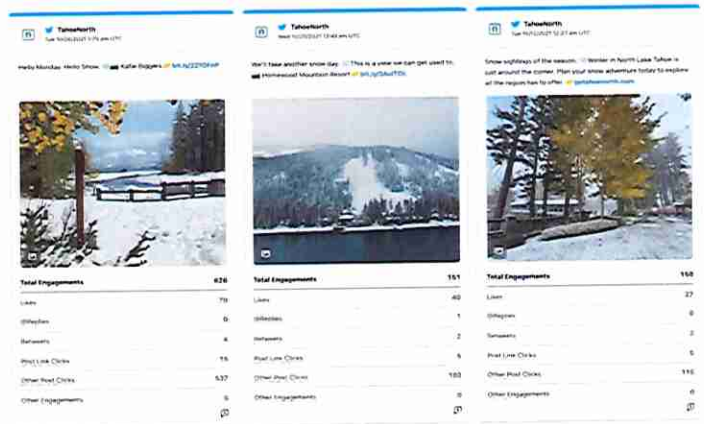 TahoeNorth
Hello Monday. Hello Snow. Katie Biggers
Total Engagements 626
Likes 70
@Replies 0
Retweets 4
Post Link Clicks 15
Other Post Clicks 537
Other Engagements
TahoeNorth
We'll take another snow day. This is a view we can get used to.
Homewood Mountain Resort
Total Engagements 151
Likes 40
@Replies 1
Retweets 2
Post Link Clicks 5
Other Post Clicks 103
Other Engagements 0
TahoeNorth
Snow sightings of the season. Winter in North Lake Tahoe is
just around the corner. Plan your snow adventure today to explore
all the region has to offer. gotahoenorth.com
Total Engagements 150
Likes 27
@Replies 0
Retweets 2
Post Link Clicks 5
Other Post Clicks
Other Engagements 0